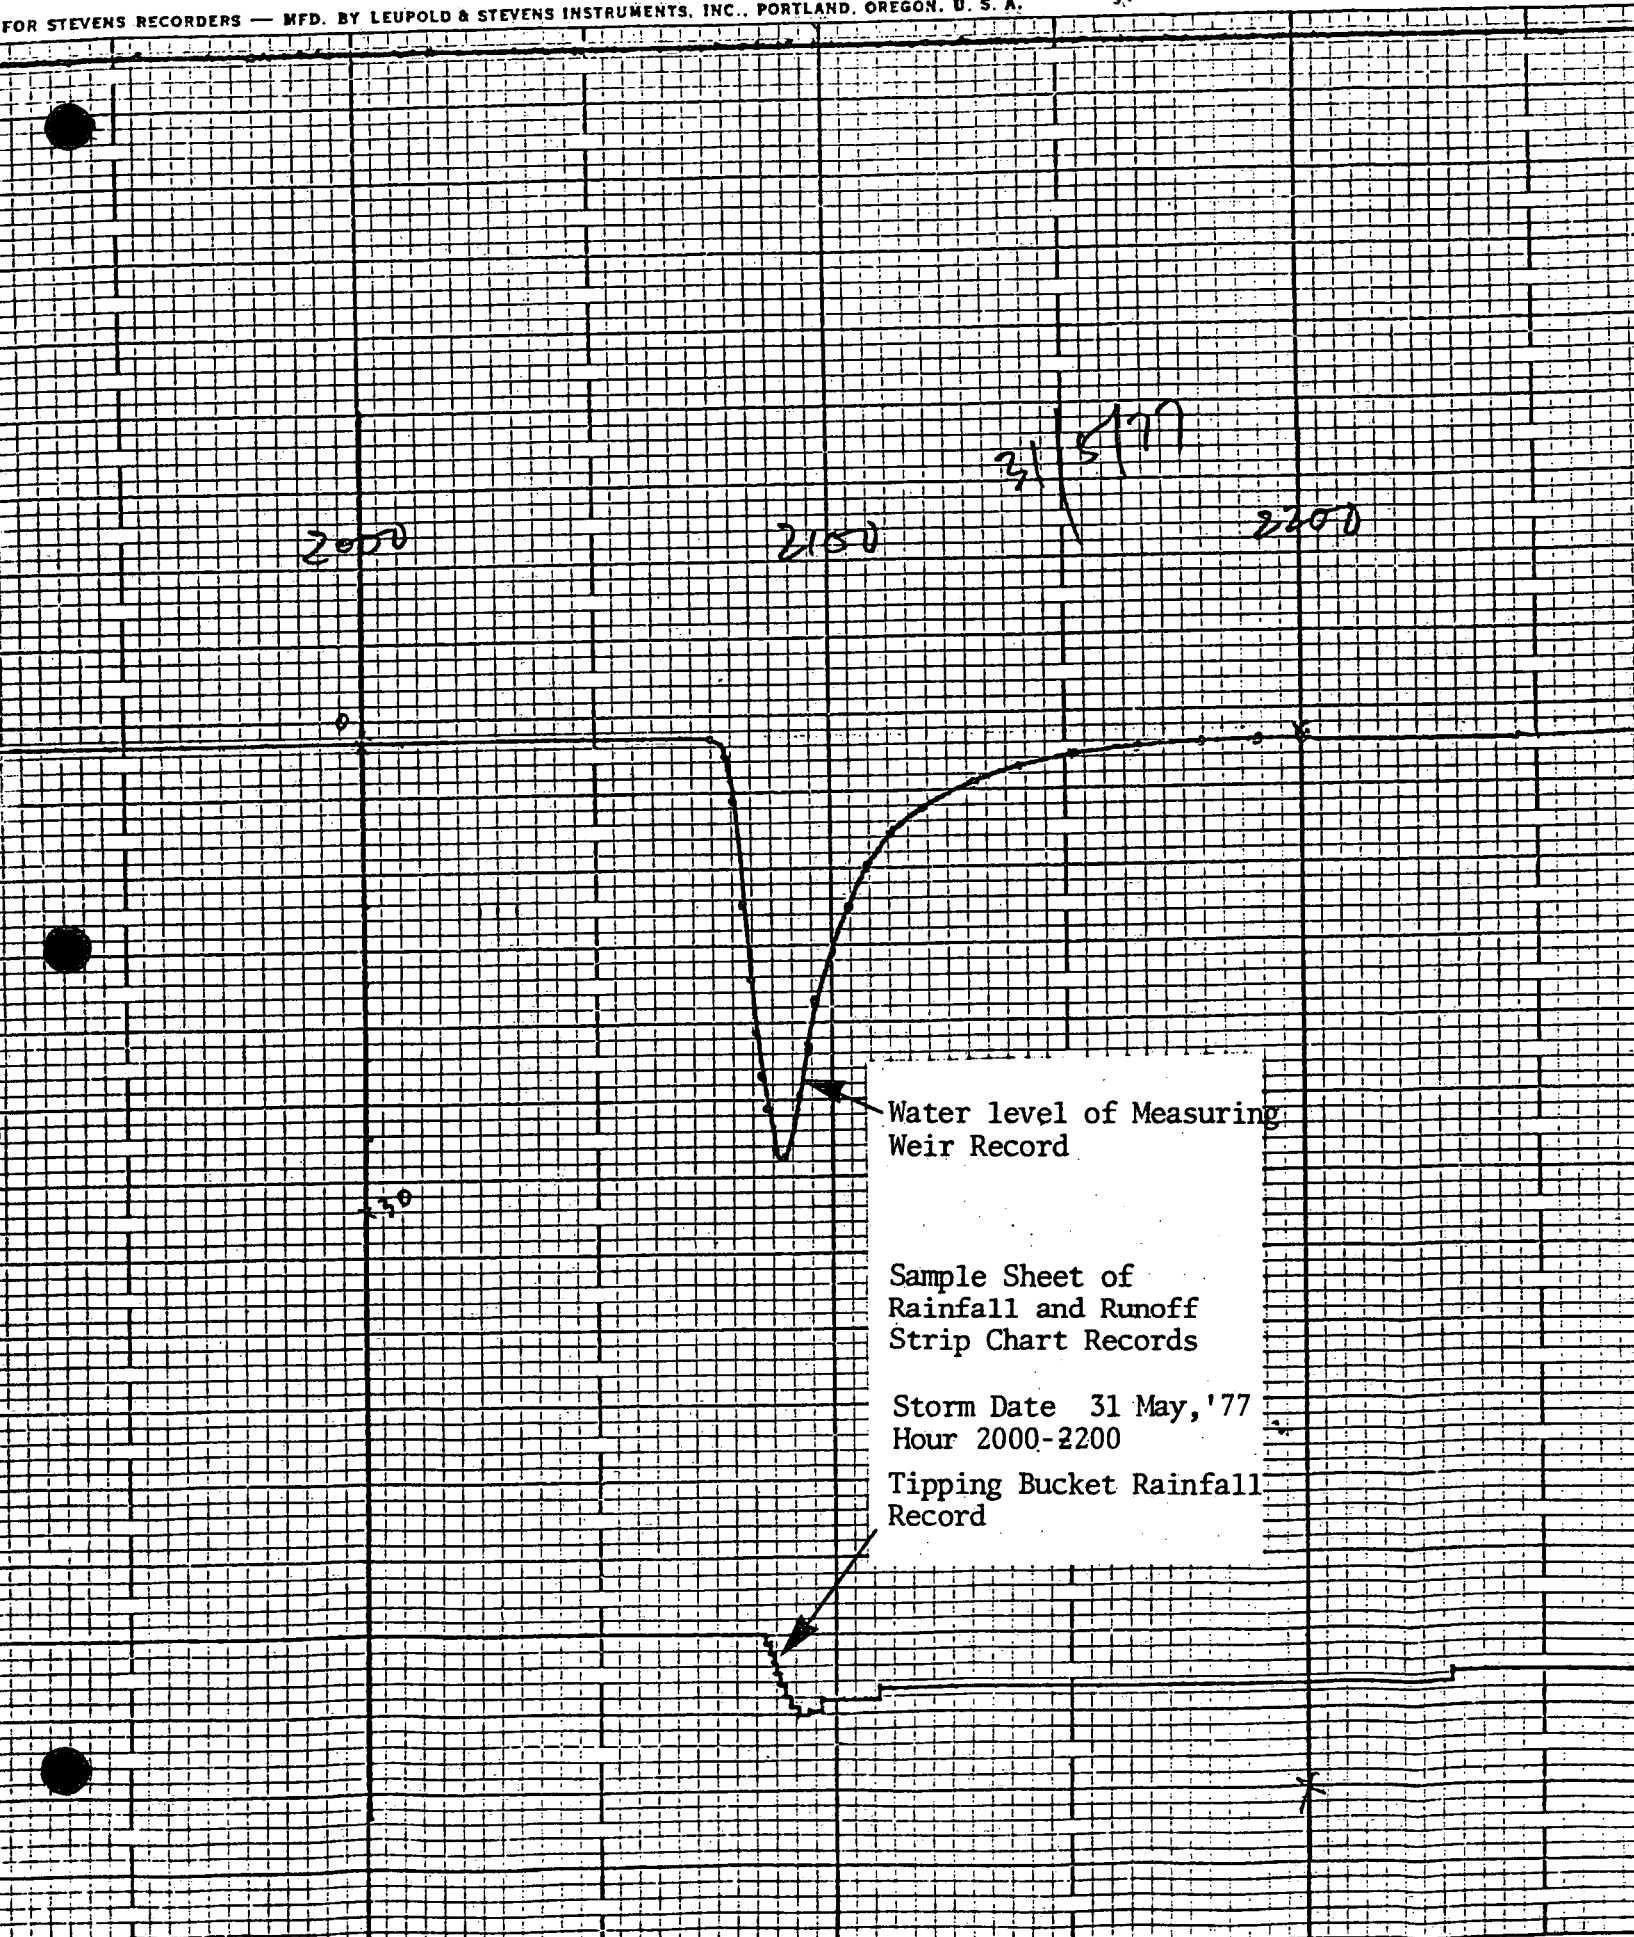 FOR STEVENS RECORDERS — MFD. BY LEUPOLD & STEVENS INSTRUMENTS, INC., PORTLAND, OREGON, U. S. A.
31/5/77
2000
2100
2200
0
30
Water level of Measuring
Weir Record
Sample Sheet of
Rainfall and Runoff
Strip Chart Records
Storm Date 31 May,'77
Hour 2000-2200
Tipping Bucket Rainfall
Record